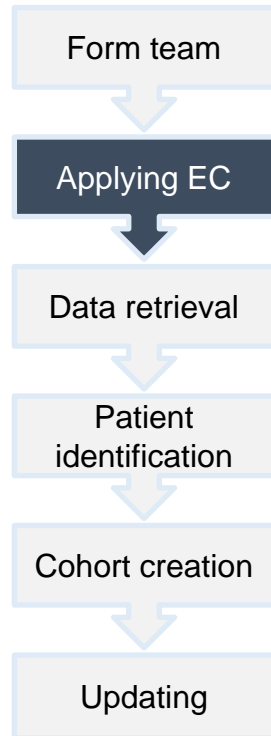 Form team
Applying EC
Data retrieval
Patient
identification
Cohort creation
Updating